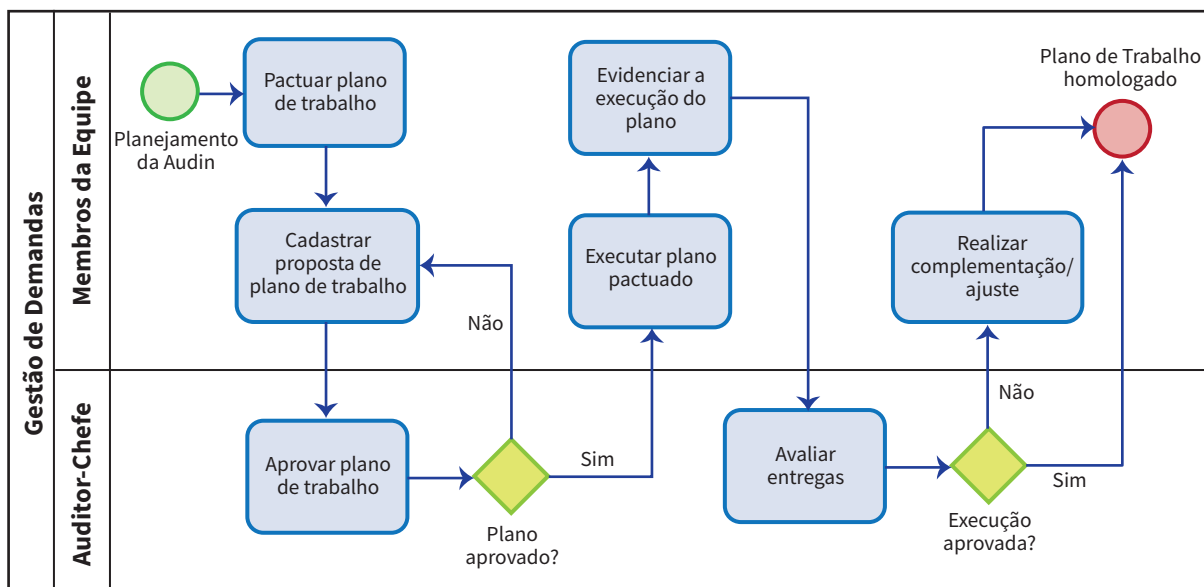 Gestão de Demandas
Membros da Equipe
Planejamento
da Audin
Pactuar plano
de trabalho
Cadastrar
proposta de
plano de trabalho
Não
Evidenciar a
execução do
plano
Executar plano
pactuado
Plano de Trabalho
homologado
Realizar
complementação/
ajuste
Auditor-Chefe
Aprovar plano
de trabalho
Plano
aprovado?
Sim
Avaliar
entregas
Não
Execução
aprovada?
Sim